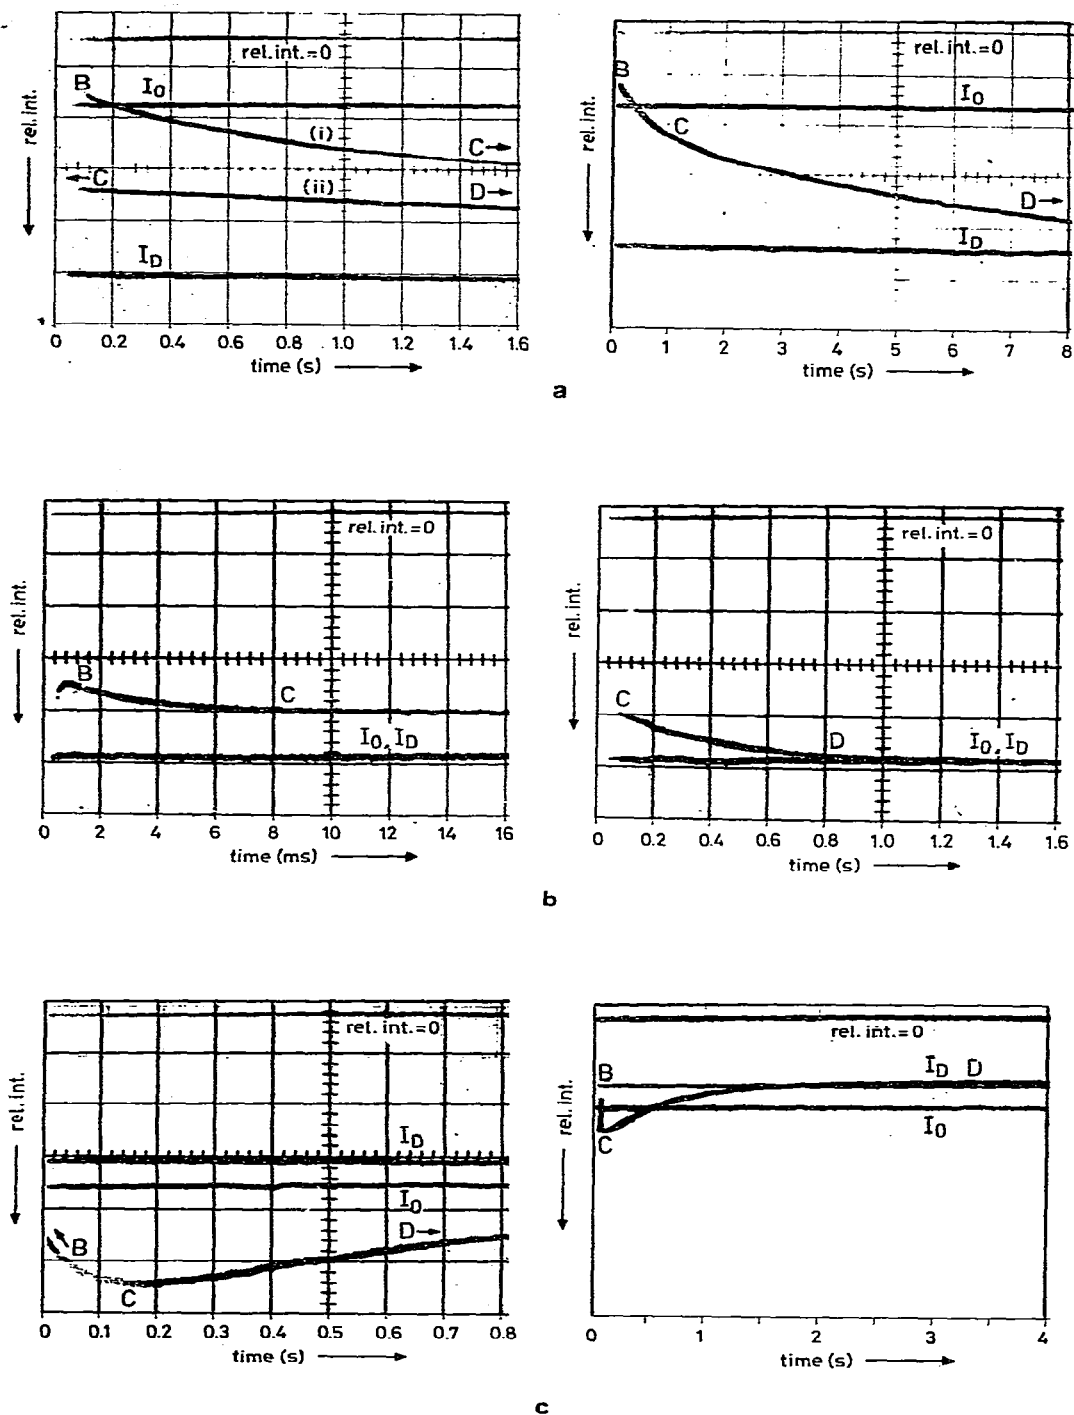 rel. int. = 0
B
I₀
(i)
C →
← C
(ii)
D →
I_D
rel. int.
0 0.2 0.4 0.6 0.8 1.0 1.2 1.4 1.6
time (s)
rel. int. = 0
B
I₀
C
D →
I_D
rel. int.
0 1 2 3 4 5 6 7 8
time (s)
a
rel. int. = 0
B
C
I₀, I_D
rel. int.
0 2 4 6 8 10 12 14 16
time (ms)
rel. int. = 0
C
D
I₀, I_D
rel. int.
0 0.2 0.4 0.6 0.8 1.0 1.2 1.4 1.6
time (s)
b
rel. int. = 0
I_D
I₀
B
D →
C
rel. int.
0 0.1 0.2 0.3 0.4 0.5 0.6 0.7 0.8
time (s)
rel. int. = 0
B
I_D D
I₀
C
rel. int.
0 1 2 3 4
time (s)
c